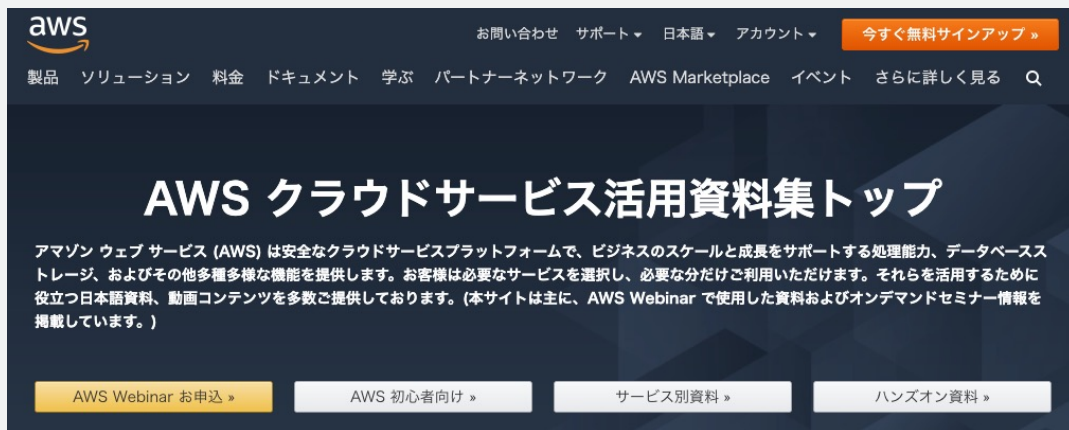 aws
お問い合わせ サポート 日本語 アカウント 今すぐ無料サインアップ »
製品 ソリューション 料金 ドキュメント 学ぶ パートナーネットワーク AWS Marketplace イベント さらに詳しく見る
AWS クラウドサービス活用資料集トップ
アマゾン ウェブ サービス (AWS) は安全なクラウドサービスプラットフォームで、ビジネスのスケールと成長をサポートする処理能力、データベースス
トレージ、およびその他多種多様な機能を提供します。お客様は必要なサービスを選択し、必要な分だけご利用いただけます。それらを活用するために
役立つ日本語資料、動画コンテンツを多数ご提供しております。(本サイトは主に、AWS Webinar で使用した資料およびオンデマンドセミナー情報を
掲載しています。)
AWS Webinar お申込 » AWS 初心者向け » サービス別資料 » ハンズオン資料 »